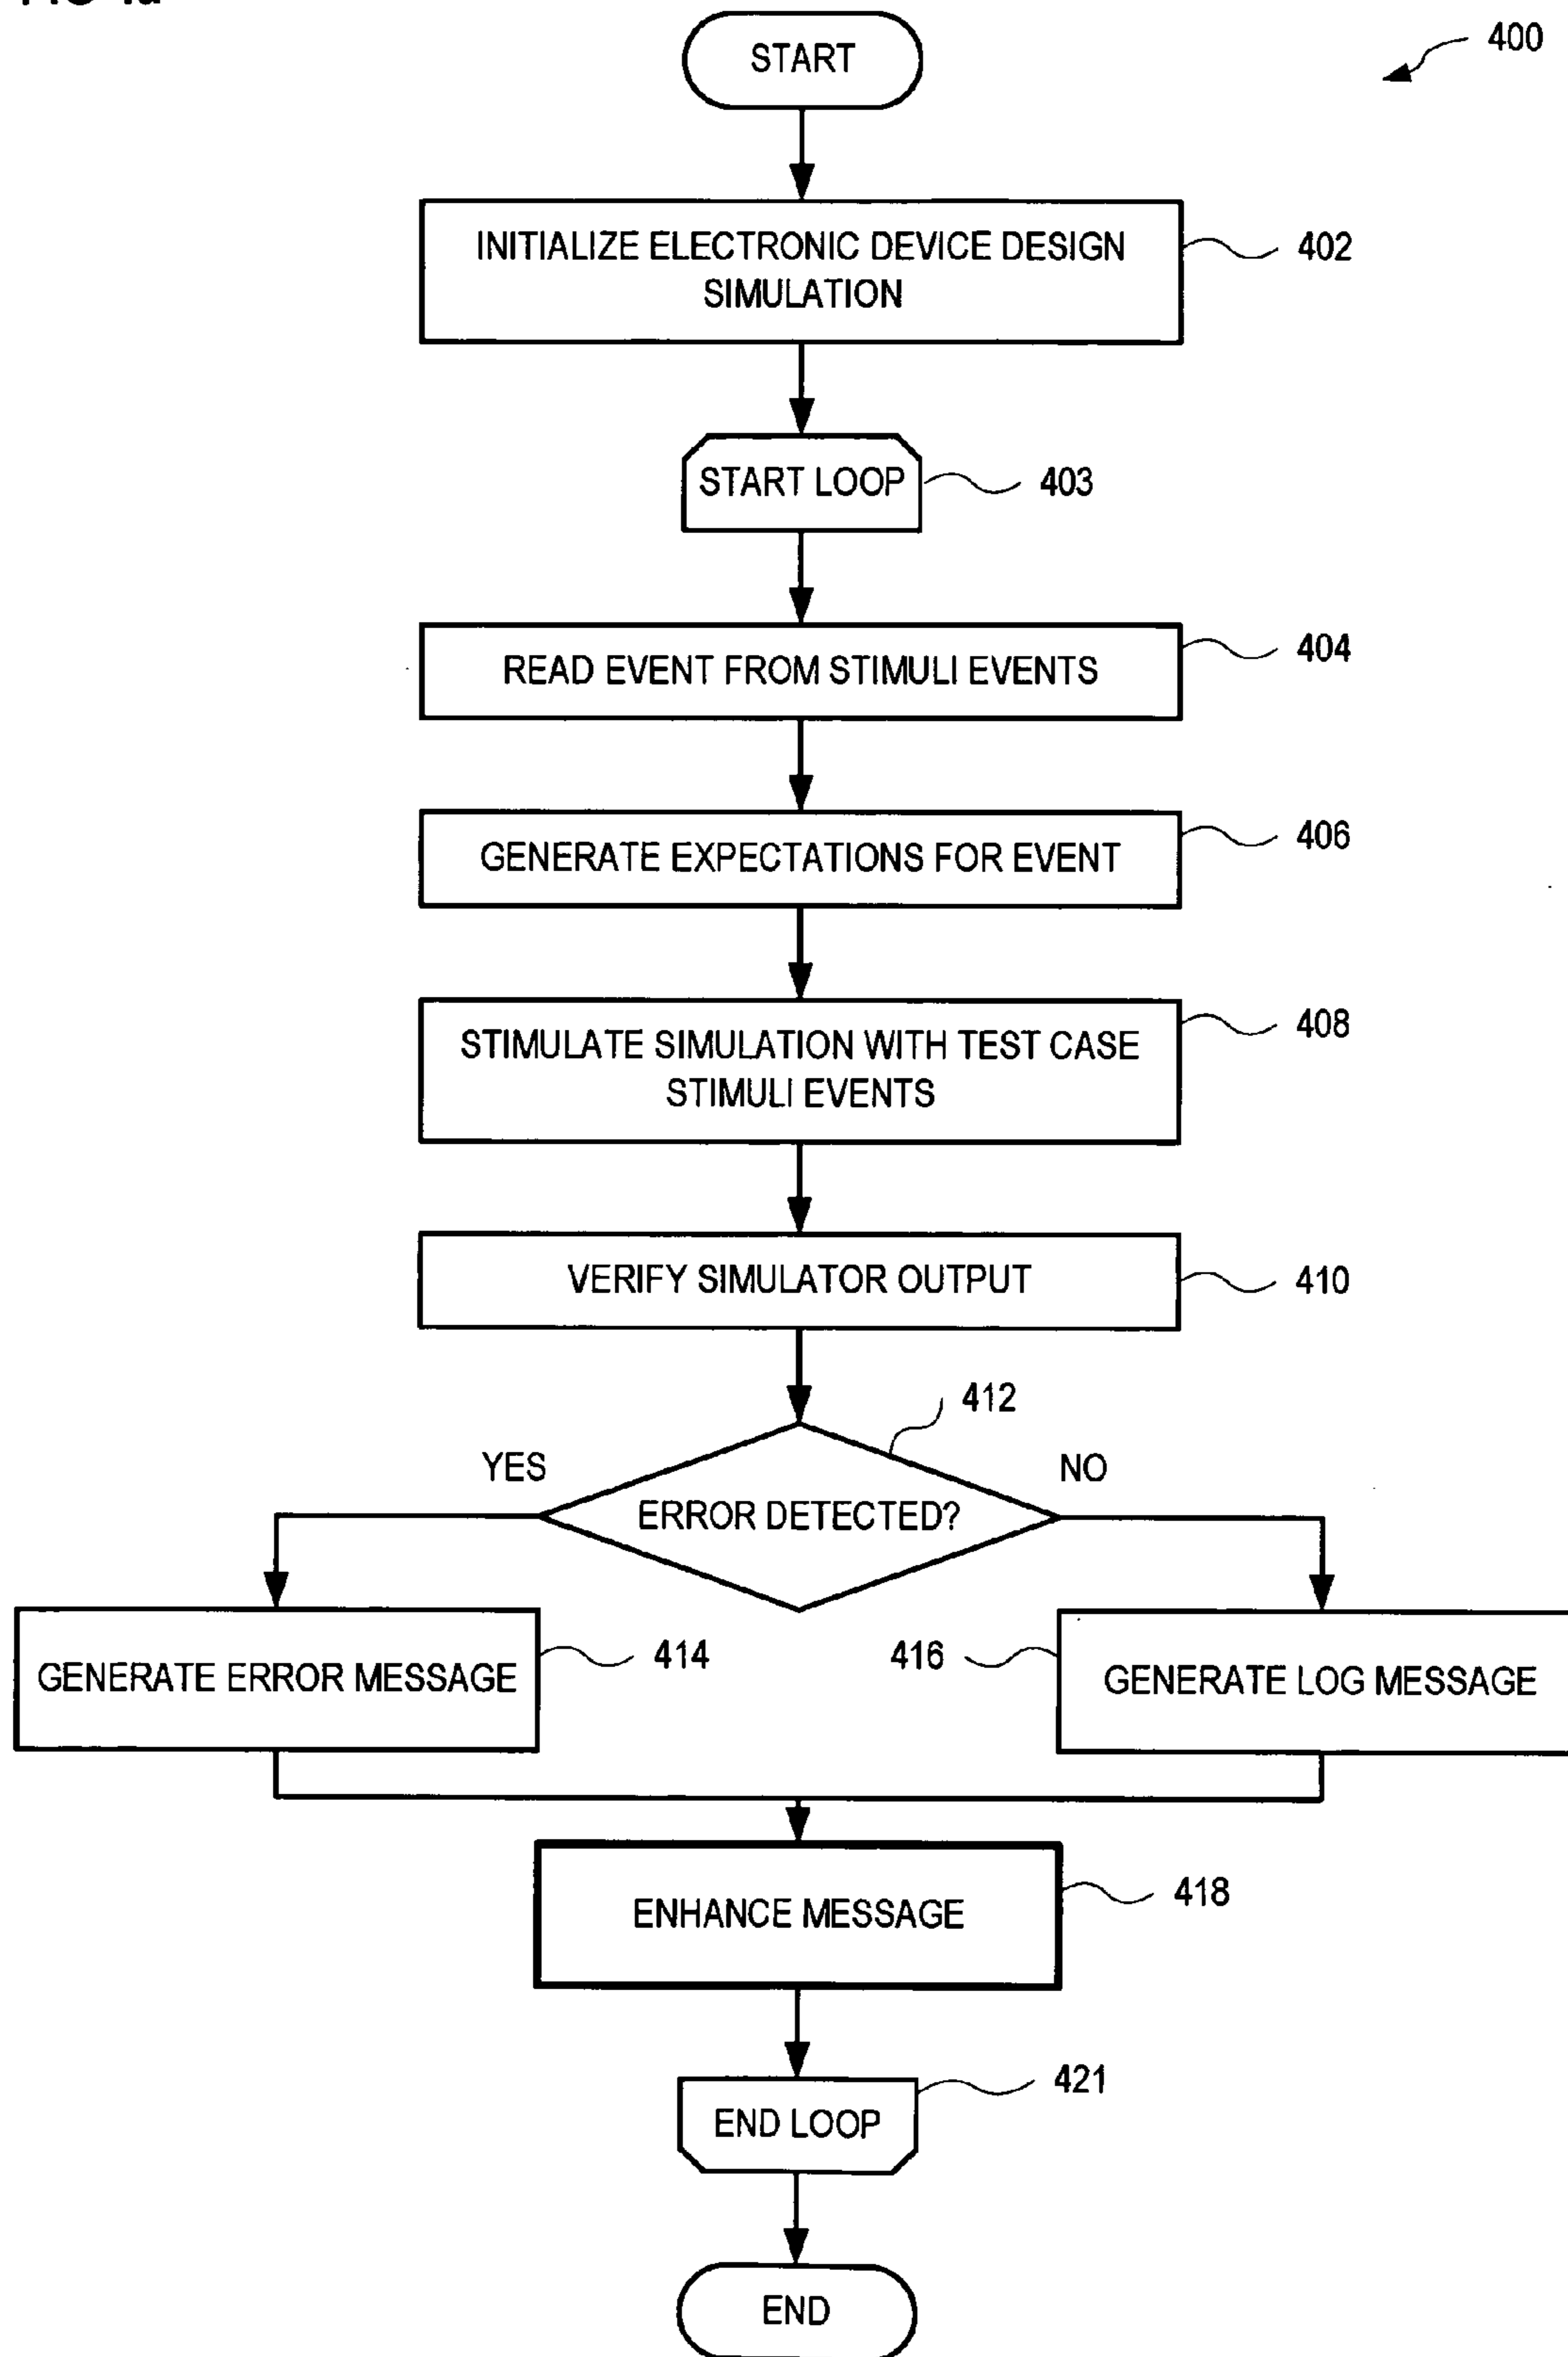 START
400
INITIALIZE ELECTRONIC DEVICE DESIGN
SIMULATION
402
START LOOP
403
READ EVENT FROM STIMULI EVENTS
404
GENERATE EXPECTATIONS FOR EVENT
406
STIMULATE SIMULATION WITH TEST CASE
STIMULI EVENTS
408
VERIFY SIMULATOR OUTPUT
410
412
YES
NO
ERROR DETECTED?
GENERATE ERROR MESSAGE
414
416
GENERATE LOG MESSAGE
ENHANCE MESSAGE
418
421
END LOOP
END